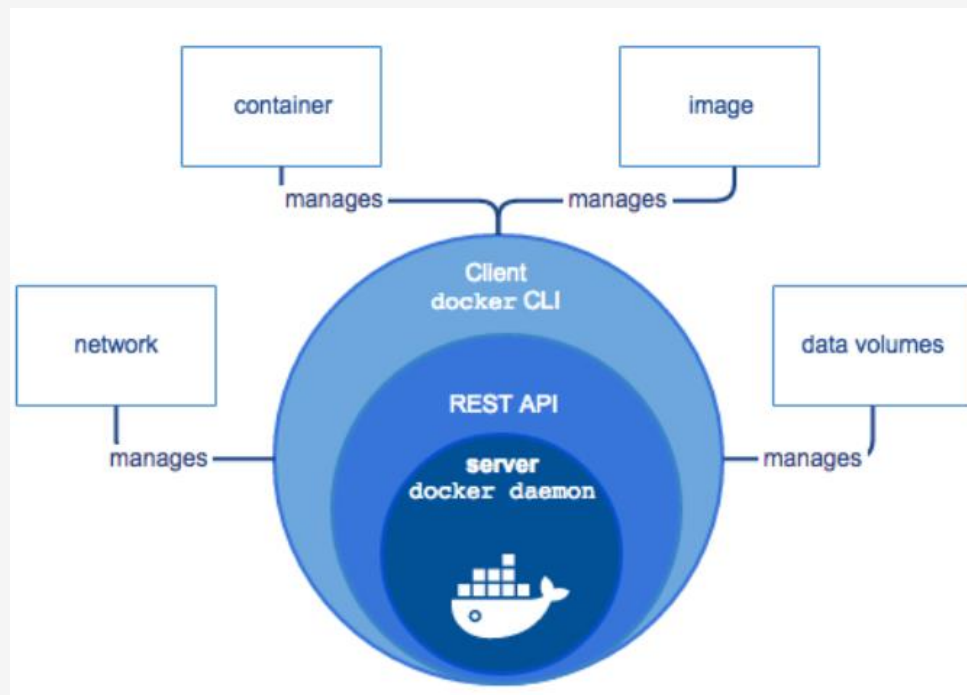 container
image
manages
manages
Client
docker CLI
network
data volumes
REST API
manages
server
docker daemon
manages